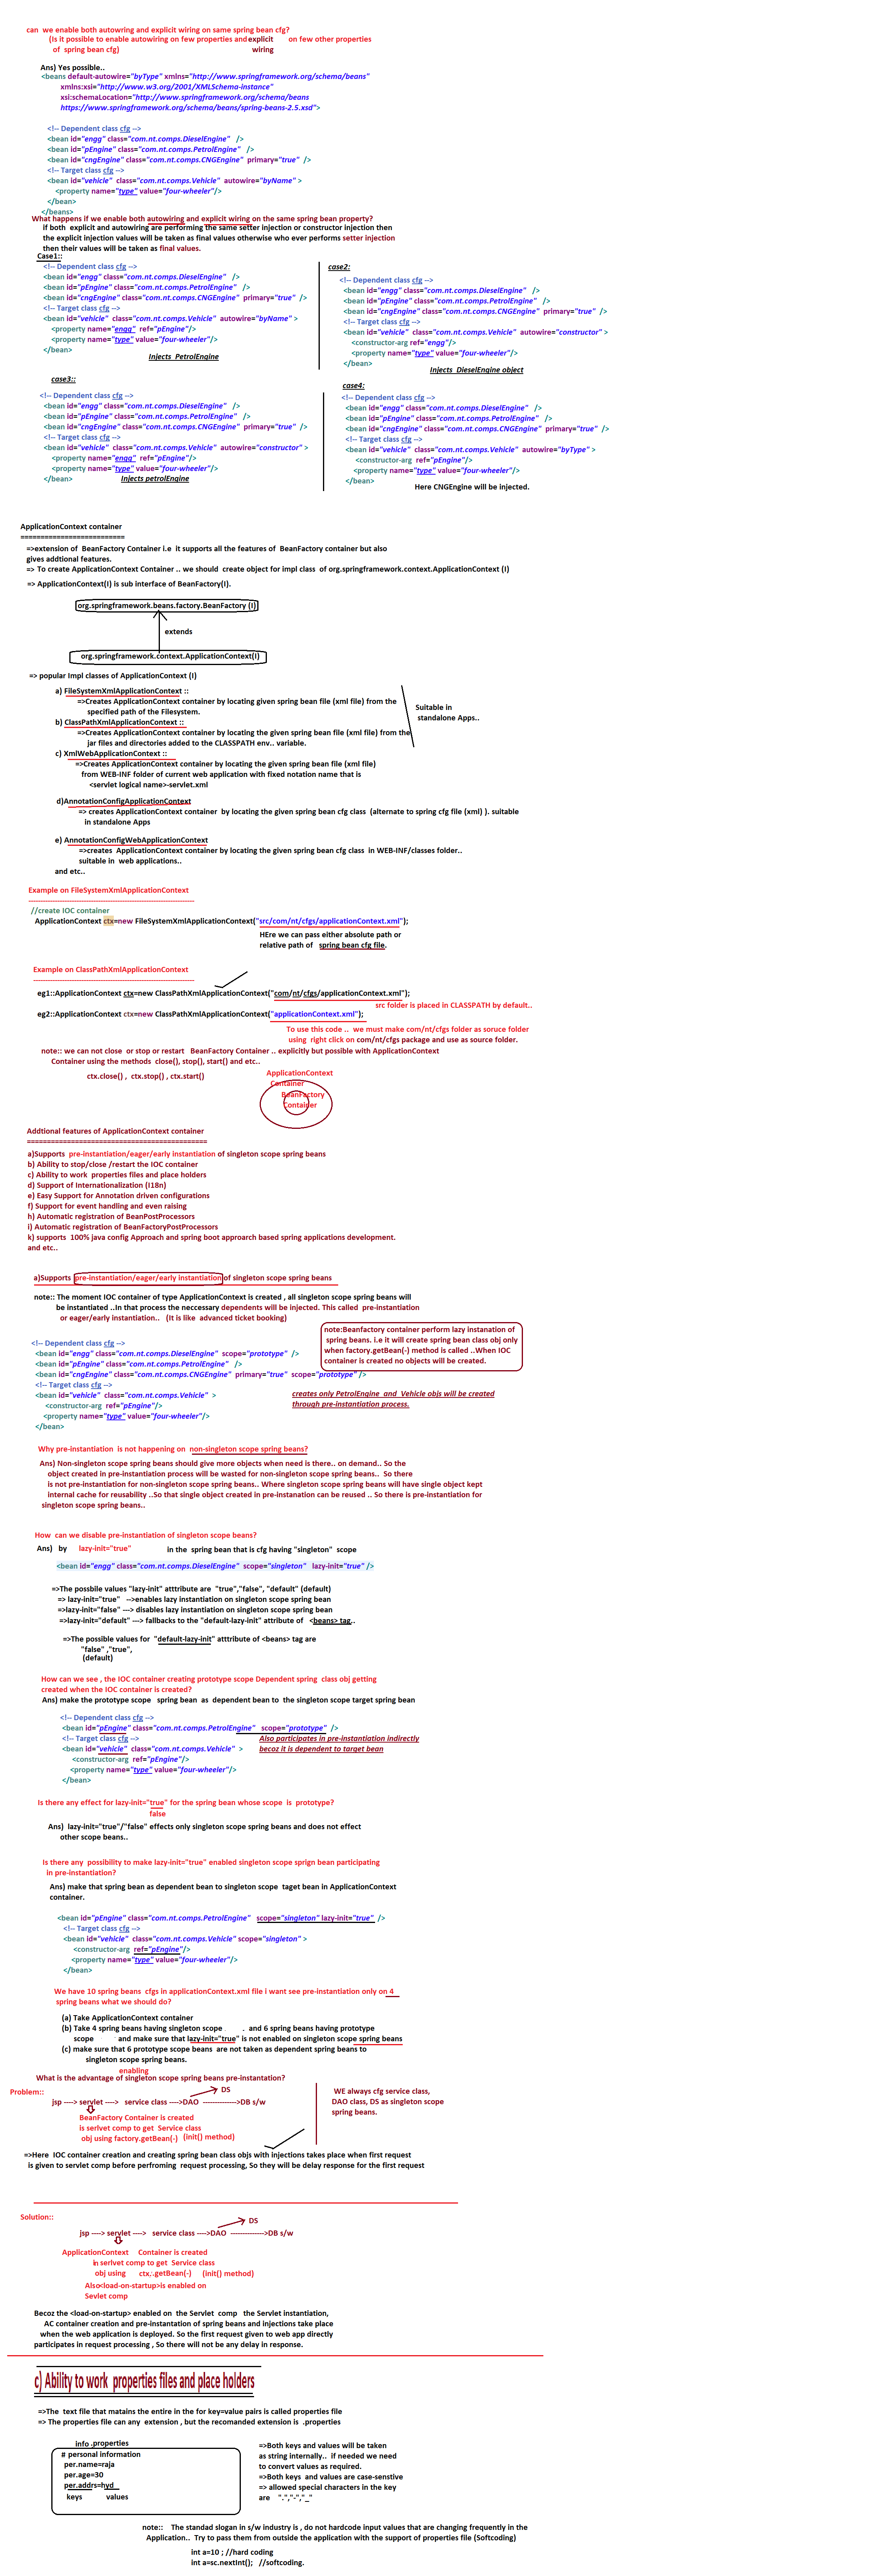 can  we enable both autowring and explicit wiring on same spring bean cfg?
(Is it possible to enable autowiring on few properties and explicit wiring on few other properties
of  spring bean cfg)
Ans) Yes possible..
<beans default-autowire="byType" xmlns="http://www.springframework.org/schema/beans"
xmlns:xsi="http://www.w3.org/2001/XMLSchema-instance"
xsi:schemaLocation="http://www.springframework.org/schema/beans
https://www.springframework.org/schema/beans/spring-beans-2.5.xsd">
<!-- Dependent class cfg -->
<bean id="engg" class="com.nt.comps.DieselEngine"   />
<bean id="pEngine" class="com.nt.comps.PetrolEngine"  />
<bean id="cngEngine" class="com.nt.comps.CNGEngine"  primary="true"  />
<!-- Target class cfg -->
<bean id="vehicle"  class="com.nt.comps.Vehicle"  autowire="byName" >
<property name="type" value="four-wheeler"/>
</bean>
</beans>
What happens if we enable both autowiring and explicit wiring on the same spring bean property?
if both  explicit and autowiring are performing the same setter injection or constructor injection then
the explicit injection values will be taken as final values otherwise who ever performs setter injection
then their values will be taken as final values.
Case1::
<!-- Dependent class cfg -->
<bean id="engg" class="com.nt.comps.DieselEngine"   />
<bean id="pEngine" class="com.nt.comps.PetrolEngine"  />
<bean id="cngEngine" class="com.nt.comps.CNGEngine"  primary="true"  />
<!-- Target class cfg -->
<bean id="vehicle"  class="com.nt.comps.Vehicle"  autowire="byName" >
<property name="engg"  ref="pEngine"/>
<property name="type" value="four-wheeler"/>
</bean>
Injects  PetrolEngine
case2:
<!-- Dependent class cfg -->
<bean id="engg" class="com.nt.comps.DieselEngine"   />
<bean id="pEngine" class="com.nt.comps.PetrolEngine"  />
<bean id="cngEngine" class="com.nt.comps.CNGEngine"  primary="true"  />
<!-- Target class cfg -->
<bean id="vehicle"  class="com.nt.comps.Vehicle"  autowire="constructor" >
<constructor-arg ref="engg"/>
<property name="type" value="four-wheeler"/>
</bean>
Injects  DieselEngine object
case3::
<!-- Dependent class cfg -->
<bean id="engg" class="com.nt.comps.DieselEngine"   />
<bean id="pEngine" class="com.nt.comps.PetrolEngine"  />
<bean id="cngEngine" class="com.nt.comps.CNGEngine"  primary="true"  />
<!-- Target class cfg -->
<bean id="vehicle"  class="com.nt.comps.Vehicle"  autowire="constructor" >
<property name="engg"  ref="pEngine"/>
<property name="type" value="four-wheeler"/>
</bean>
Injects petrolEngine
case4:
<!-- Dependent class cfg -->
<bean id="engg" class="com.nt.comps.DieselEngine"   />
<bean id="pEngine" class="com.nt.comps.PetrolEngine"  />
<bean id="cngEngine" class="com.nt.comps.CNGEngine"  primary="true"  />
<!-- Target class cfg -->
<bean id="vehicle"  class="com.nt.comps.Vehicle"  autowire="byType" >
<constructor-arg  ref="pEngine"/>
<property name="type" value="four-wheeler"/>
</bean>
Here CNGEngine will be injected.
ApplicationContext container
==========================
=>extension of  BeanFactory Container i.e  it supports all the features of  BeanFactory container but also
gives addtional features.
=> To create ApplicationContext Container .. we should  create object for impl class  of org.springframework.context.ApplicationContext (I)
=> ApplicationContext(I) is sub interface of BeanFactory(I).
org.springframework.beans.factory.BeanFactory (I)
extends
org.springframework.context.ApplicationContext(I)
=> popular Impl classes of ApplicationContext (I)
a) FileSystemXmlApplicationContext ::
=>Creates ApplicationContext container by locating given spring bean file (xml file) from the
specified path of the Filesystem.
b) ClassPathXmlApplicationContext ::
=>Creates ApplicationContext container by locating the given spring bean file (xml file) from the
jar files and directories added to the CLASSPATH env.. variable.
Suitable in
standalone Apps..
c) XmlWebApplicationContext ::
=>Creates ApplicationContext container by locating the given spring bean file (xml file)
from WEB-INF folder of current web application with fixed notation name that is
<servlet logical name>-servlet.xml
d)AnnotationConfigApplicationContext
=> creates ApplicationContext container  by locating the given spring bean cfg class  (alternate to spring cfg file (xml) ). suitable
in standalone Apps
e) AnnotationConfigWebApplicationContext
=>creates  ApplicationContext container by locating the given spring bean cfg class  in WEB-INF/classes folder..
suitable in  web applications..
and etc..
Example on FileSystemXmlApplicationContext
----------------------------------------------------------
//create IOC container
ApplicationContext ctx=new FileSystemXmlApplicationContext("src/com/nt/cfgs/applicationContext.xml");
HEre we can pass either absolute path or
relative path of   spring bean cfg file.
Example on ClassPathXmlApplicationContext
----------------------------------------------------------
eg1::ApplicationContext ctx=new ClassPathXmlApplicationContext("com/nt/cfgs/applicationContext.xml");
src folder is placed in CLASSPATH by default..
eg2::ApplicationContext ctx=new ClassPathXmlApplicationContext("applicationContext.xml");
To use this code ..  we must make com/nt/cfgs folder as soruce folder
using  right click on com/nt/cfgs package and use as source folder.
note:: we can not close  or stop or restart   BeanFactory Container .. explicitly but possible with ApplicationContext
Container using the methods  close(), stop(), start() and etc..
ctx.close() ,  ctx.stop() , ctx.start()
ApplicationContext
Container
BeanFactory
Container
Addtional features of ApplicationContext container
=============================================
a)Supports  pre-instantiation/eager/early instantiation of singleton scope spring beans
b) Ability to stop/close /restart the IOC container
c) Ability to work  properties files and place holders
d) Support of Internationalization (I18n)
e) Easy Support for Annotation driven configurations
f) Support for event handling and even raising
h) Automatic registration of BeanPostProcessors
i) Automatic registration of BeanFactoryPostProcessors
k) supports  100% java config Approach and spring boot approarch based spring applications development.
and etc..
a)Supports  pre-instantiation/eager/early instantiation of singleton scope spring beans
note:: The moment IOC container of type ApplicationContext is created , all singleton scope spring beans will
be instantiated ..In that process the neccessary dependents will be injected. This called  pre-instantiation
or eager/early instantiation..   (It is like  advanced ticket booking)
note:Beanfactory container perform lazy instanation of
spring beans. i.e it will create spring bean class obj only
when factory.getBean(-) method is called ..When IOC
container is created no objects will be created.
<!-- Dependent class cfg -->
<bean id="engg" class="com.nt.comps.DieselEngine"  scope="prototype"  />
<bean id="pEngine" class="com.nt.comps.PetrolEngine"  />
<bean id="cngEngine" class="com.nt.comps.CNGEngine"  primary="true"  scope="prototype" />
<!-- Target class cfg -->
<bean id="vehicle"  class="com.nt.comps.Vehicle"  >
<constructor-arg  ref="pEngine"/>
<property name="type" value="four-wheeler"/>
</bean>
creates only PetrolEngine  and  Vehicle objs will be created
through pre-instantiation process.
Why pre-instantiation  is not happening on  non-singleton scope spring beans?
Ans) Non-singleton scope spring beans should give more objects when need is there.. on demand.. So the
object created in pre-instantiation process will be wasted for non-singleton scope spring beans..  So there
is not pre-instantiation for non-singleton scope spring beans.. Where singleton scope spring beans will have single object kept
internal cache for reusability ..So that single object created in pre-instanation can be reused .. So there is pre-instantiation for
singleton scope spring beans..
How  can we disable pre-instantiation of singleton scope beans?
Ans)   by   lazy-init="true"   in the  spring bean that is cfg having "singleton"  scope
<bean id="engg" class="com.nt.comps.DieselEngine"  scope="singleton"   lazy-init="true" />
=>The possbile values "lazy-init" atttribute are  "true","false", "default" (default)
=> lazy-init="true"   -->enables lazy instantiation on singleton scope spring bean
=>lazy-init="false" ---> disables lazy instantiation on singleton scope spring bean
=>lazy-init="default" ---> fallbacks to the "default-lazy-init" attribute of  <beans> tag..
=>The possible values for  "default-lazy-init" atttribute of <beans> tag are
"false" ,"true",
(default)
How can we see , the IOC container creating prototype scope Dependent spring  class obj getting
created when the IOC container is created?
Ans) make the prototype scope   spring bean  as  dependent bean to  the singleton scope target spring bean
<!-- Dependent class cfg -->
<bean id="pEngine" class="com.nt.comps.PetrolEngine"   scope="prototype"  />
<!-- Target class cfg -->
<bean id="vehicle"  class="com.nt.comps.Vehicle"  >
<constructor-arg  ref="pEngine"/>
<property name="type" value="four-wheeler"/>
</bean>
Also participates in pre-instantiation indirectly
becoz it is dependent to target bean
Is there any effect for lazy-init="true" for the spring bean whose scope  is  prototype?
false
Ans)  lazy-init="true"/"false" effects only singleton scope spring beans and does not effect
other scope beans..
Is there any  possibility to make lazy-init="true" enabled singleton scope sprign bean participating
in pre-instantiation?
Ans) make that spring bean as dependent bean to singleton scope  taget bean in ApplicationContext
container.
<bean id="pEngine" class="com.nt.comps.PetrolEngine"   scope="singleton" lazy-init="true"  />
<!-- Target class cfg -->
<bean id="vehicle"  class="com.nt.comps.Vehicle" scope="singleton" >
<constructor-arg  ref="pEngine"/>
<property name="type" value="four-wheeler"/>
</bean>
We have 10 spring beans  cfgs in applicationContext.xml file i want see pre-instantiation only on 4
spring beans what we should do?
(a) Take ApplicationContext container
(b) Take 4 spring beans having singleton scope   .  and 6 spring beans having prototype
scope   and make sure that lazy-init="true" is not enabled on singleton scope spring beans
(c) make sure that 6 prototype scope beans  are not taken as dependent spring beans to
singleton scope spring beans.
enabling
What is the advantage of singleton scope spring beans pre-instantation?
Problem::
DS
jsp ----> servlet ---->   service class ---->DAO  -------------->DB s/w
BeanFactory Container is created
is serlvet comp to get  Service class
obj using factory.getBean(-)  (init() method)
WE always cfg service class,
DAO class, DS as singleton scope
spring beans.
=>Here  IOC container creation and creating spring bean class objs with injections takes place when first request
is given to servlet comp before perfroming  request processing, So they will be delay response for the first request
Solution::
DS
jsp ----> servlet ---->   service class ---->DAO  -------------->DB s/w
ApplicationContext    Container is created
in serlvet comp to get  Service class
obj using   ctx..getBean(-)   (init() method)
Also<load-on-startup>is enabled on
Sevlet comp
Becoz the <load-on-startup> enabled on  the Servlet  comp   the Servlet instantiation,
AC container creation and pre-instantation of spring beans and injections take place
when the web application is deployed. So the first request given to web app directly
participates in request processing , So there will not be any delay in response.
c) Ability to work  properties files and place holders
=>The  text file that matains the entire in the for key=value pairs is called properties file
=> The properties file can any  extension , but the recomanded extension is  .properties
info .properties
# personal information
per.name=raja
per.age=30
per.addrs=hyd
keys          values
=>Both keys and values will be taken
as string internally..  if needed we need
to convert values as required.
=>Both keys  and values are case-senstive
=> allowed special characters in the key
are    ".","-","_"
note::    The standad slogan in s/w industry is , do not hardcode input values that are changing frequently in the
Application..  Try to pass them from outside the application with the support of properties file (Softcoding)
int a=10 ; //hard coding
int a=sc.nextInt();   //softcoding.